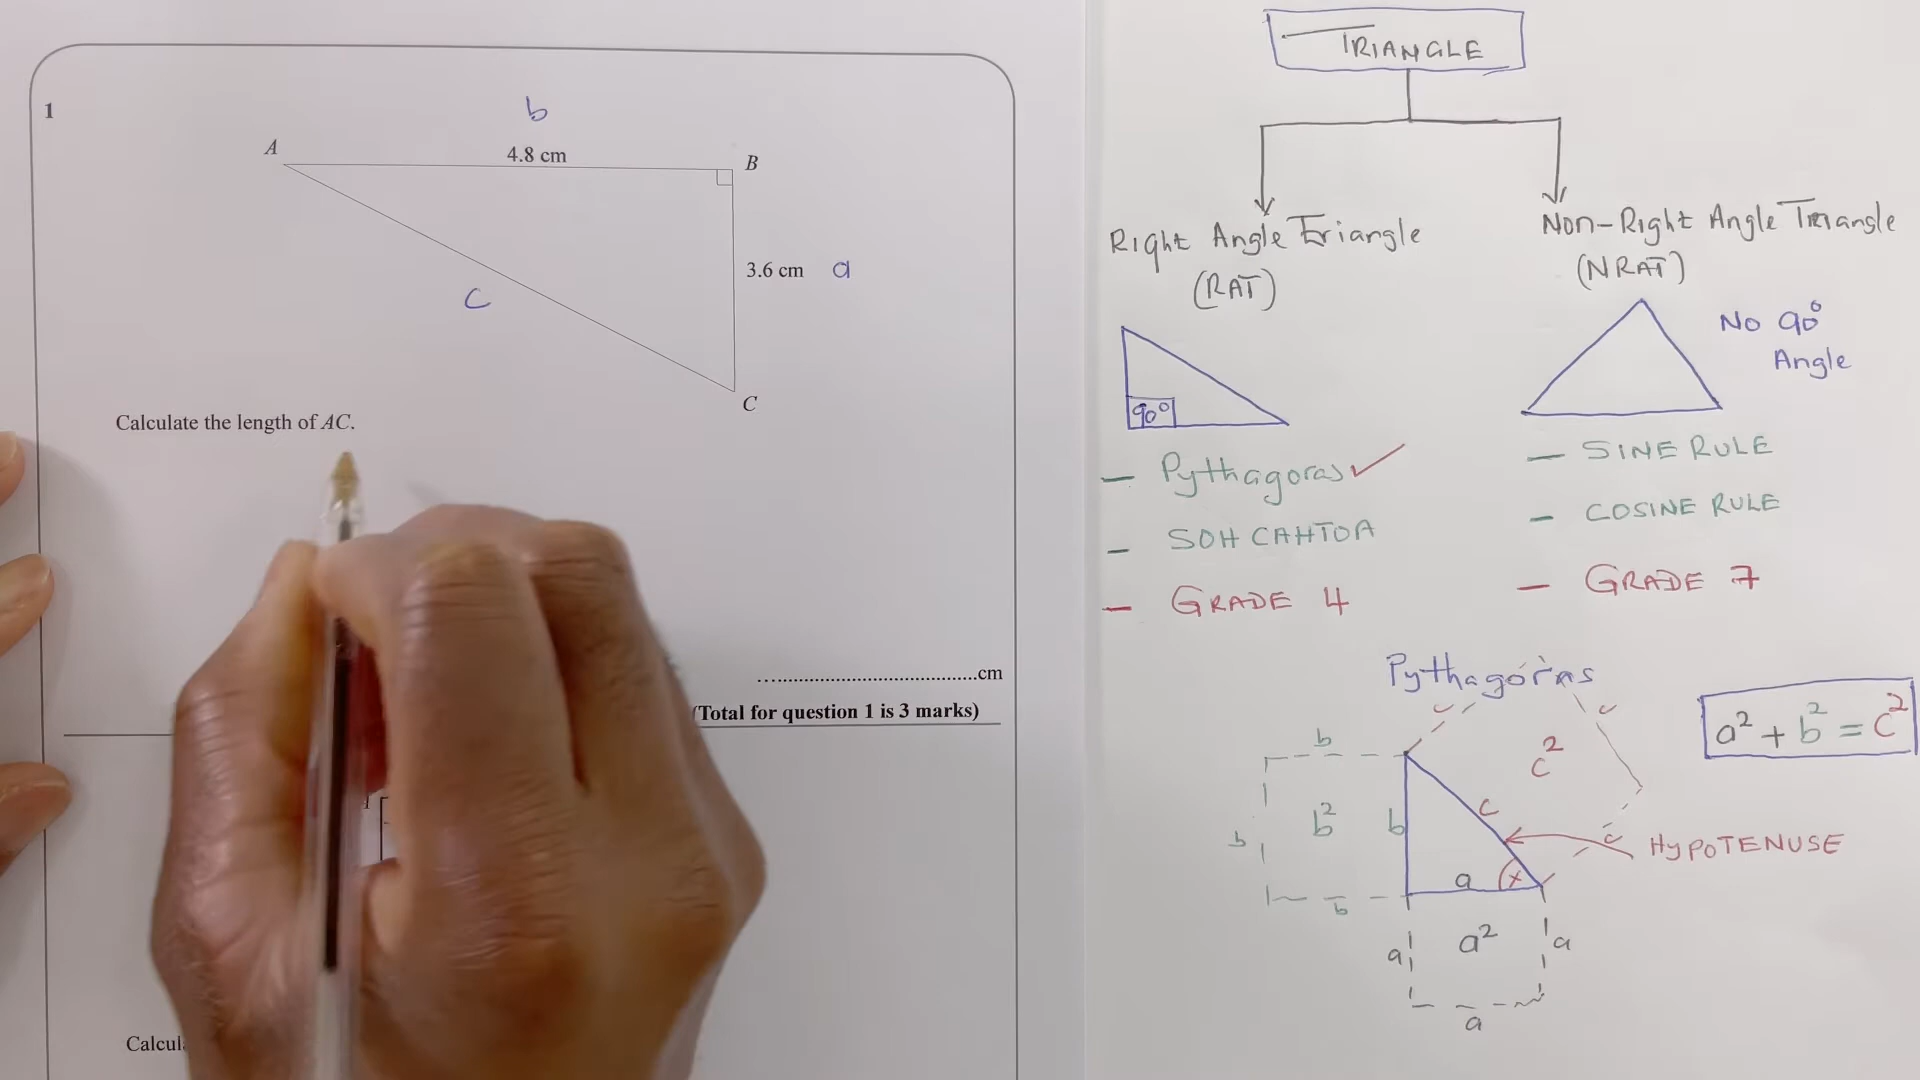 1
b
A
4.8 cm
B
3.6 cm a
c
C
Calculate the length of AC.
cm
(Total for question 1 is 3 marks)
TRIANGLE
Right Angle Triangle
(RAT)
90°
- Pythagoras ✓
- SOH CAHTOA
- GRADE 4
Non-Right Angle Triangle
(NRAT)
No 90°
Angle
- SINE RULE
- COSINE RULE
- GRADE 7
Pythagoras
a² + b² = c²
c
c
b
c²
b²
b
b
c
c
HYPOTENUSE
a
x
b
a
a²
a
a